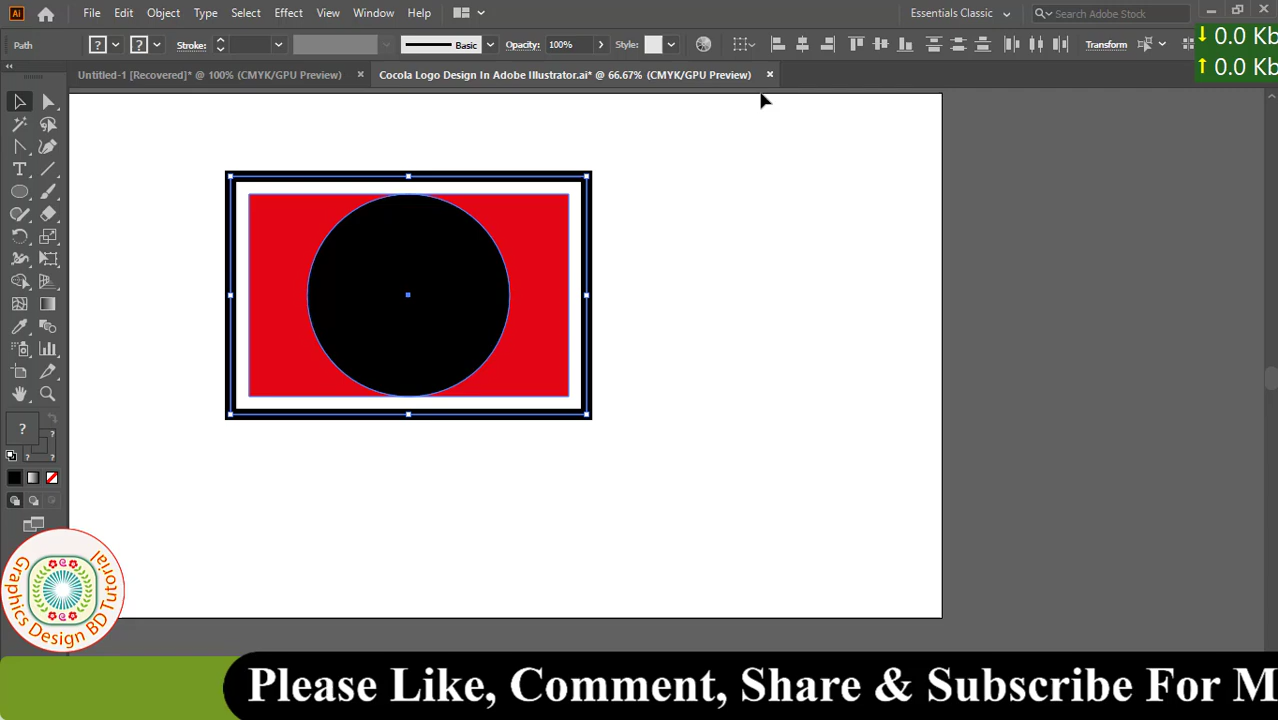 Ai File Edit Object Type Select Effect View Window Help Essentials Classic Search Adobe Stock
Path ? ? Stroke: Basic Opacity: 100% Style: Transform
0.0 Kb
0.0 Kb
Untitled-1 [Recovered]* @ 100% (CMYK/GPU Preview) Cocola Logo Design In Adobe Illustrator.ai* @ 66.67% (CMYK/GPU Preview)
?
?
?
?
Graphics Design BD Tutorial
Please Like, Comment, Share & Subscribe For M